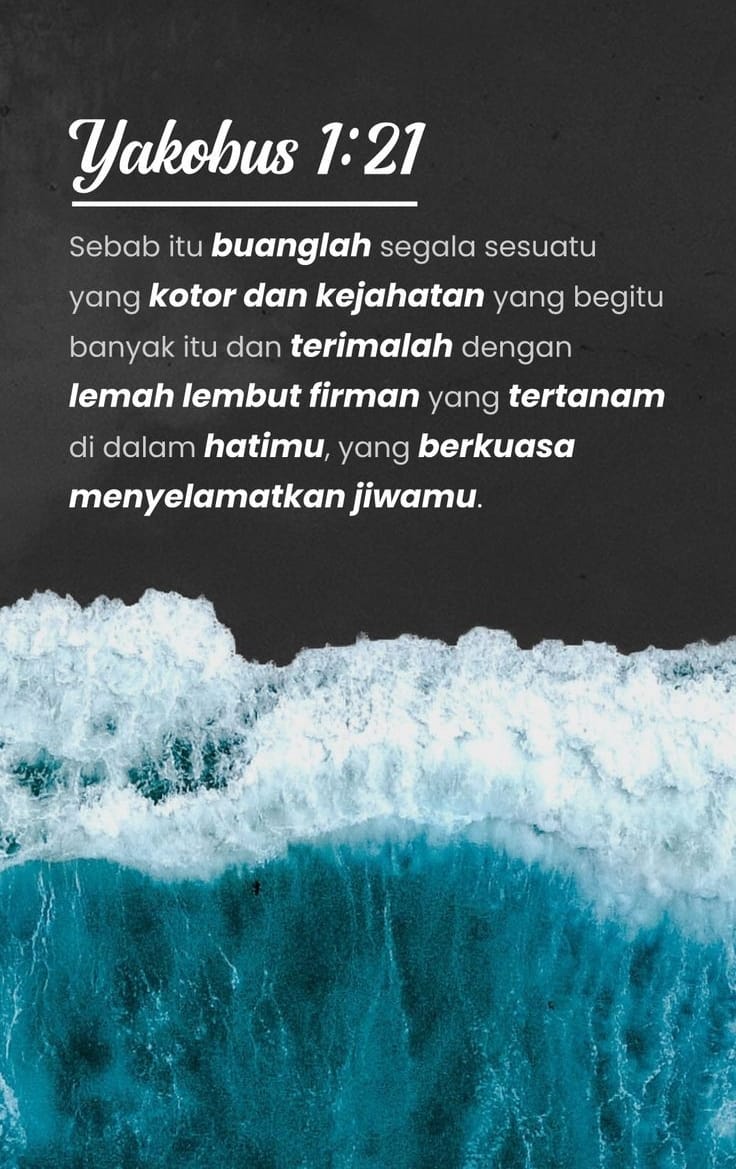 Yakobus 1:21
Sebab itu buanglah segala sesuatu
yang kotor dan kejahatan yang begitu
banyak itu dan terimalah dengan
lemah lembut firman yang tertanam
di dalam hatimu, yang berkuasa
menyelamatkan jiwamu.